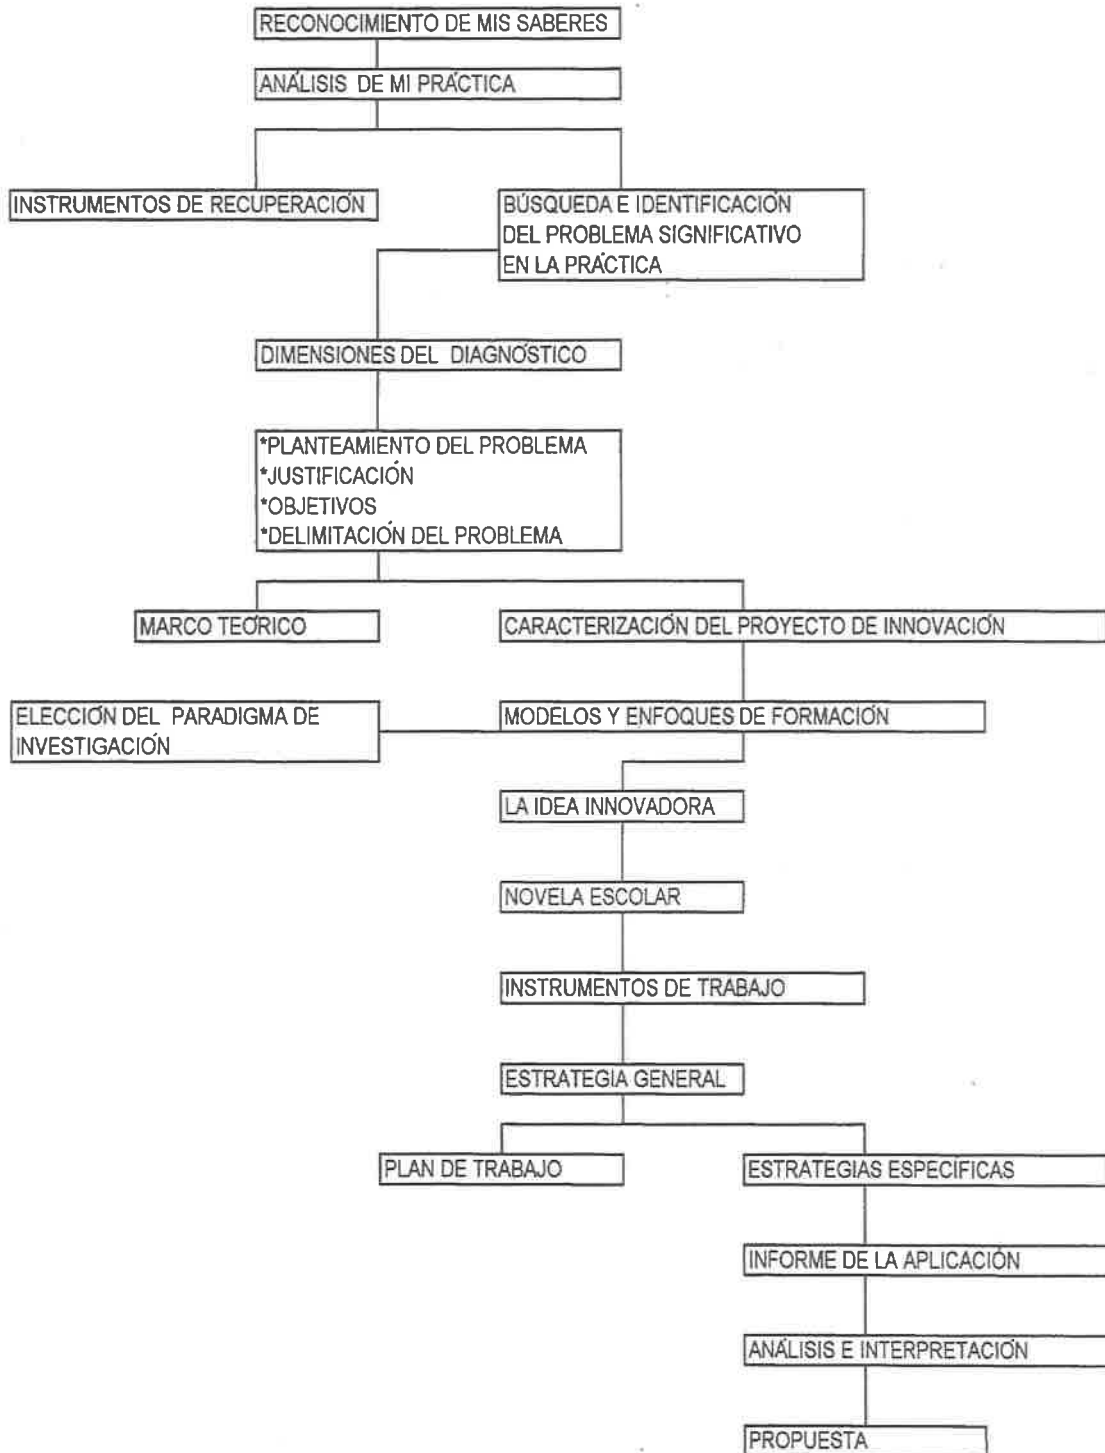 RECONOCIMIENTO DE MIS SABERES
ANÁLISIS DE MI PRÁCTICA
INSTRUMENTOS DE RECUPERACIÓN
BÚSQUEDA E IDENTIFICACIÓN
DEL PROBLEMA SIGNIFICATIVO
EN LA PRÁCTICA
DIMENSIONES DEL DIAGNÓSTICO
*PLANTEAMIENTO DEL PROBLEMA
*JUSTIFICACIÓN
*OBJETIVOS
*DELIMITACIÓN DEL PROBLEMA
MARCO TEÓRICO
CARACTERIZACIÓN DEL PROYECTO DE INNOVACIÓN
ELECCIÓN DEL PARADIGMA DE
INVESTIGACIÓN
MODELOS Y ENFOQUES DE FORMACIÓN
LA IDEA INNOVADORA
NOVELA ESCOLAR
INSTRUMENTOS DE TRABAJO
ESTRATEGIA GENERAL
PLAN DE TRABAJO
ESTRATEGIAS ESPECÍFICAS
INFORME DE LA APLICACIÓN
ANÁLISIS E INTERPRETACIÓN
PROPUESTA